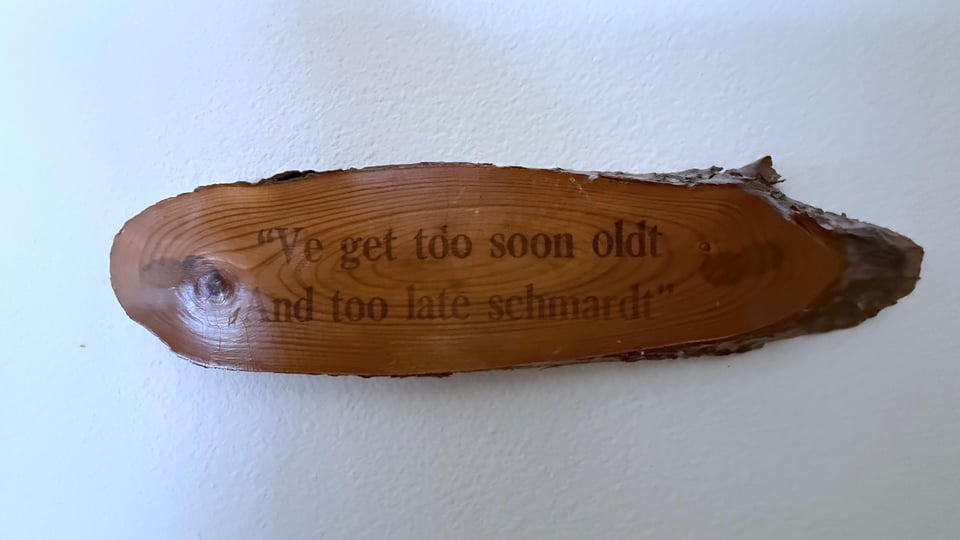 “Ve get too soon oldt
And too late schmardt”